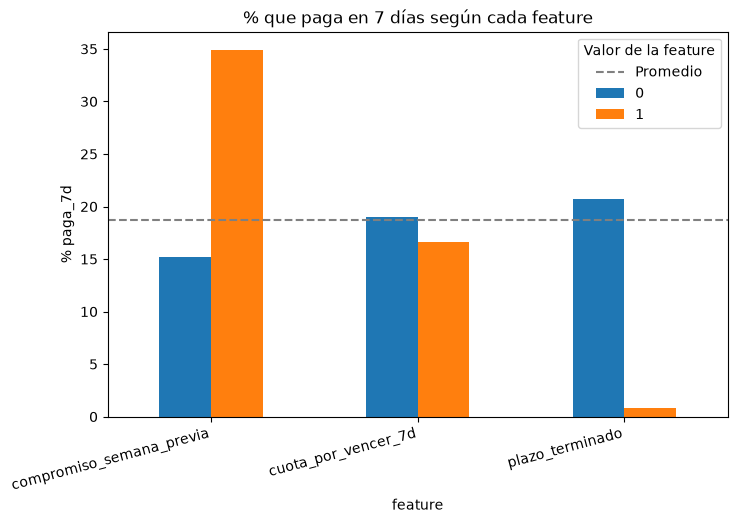 % que paga en 7 días según cada feature
Valor de la feature
Promedio
0
1
35
30
25
20
15
10
5
0
% paga_7d
compromiso_semana_previa
cuota_por_vencer_7d
plazo_terminado
feature